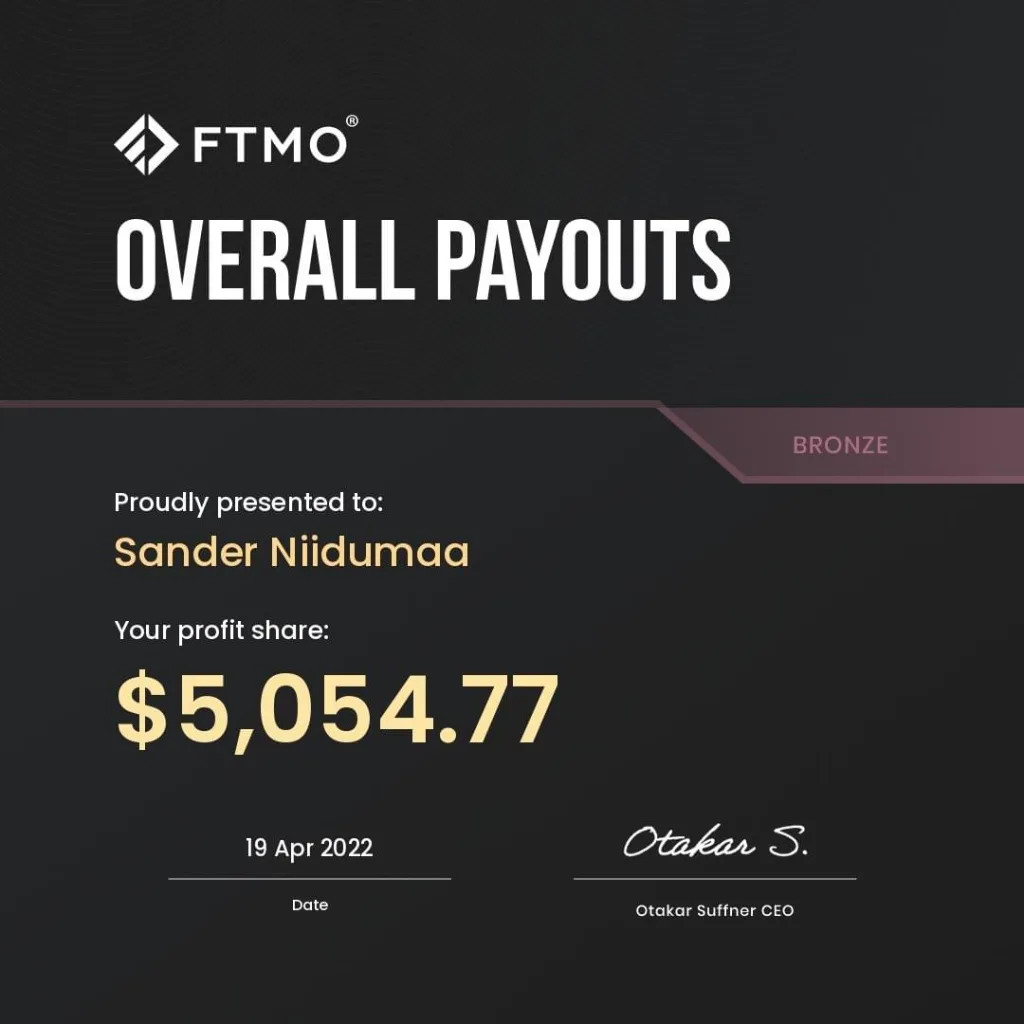 FTMO®
OVERALL PAYOUTS
BRONZE
Proudly presented to:
Sander Niidumaa
Your profit share:
$5,054.77
19 Apr 2022
Date
Otakar S.
Otakar Suffner CEO